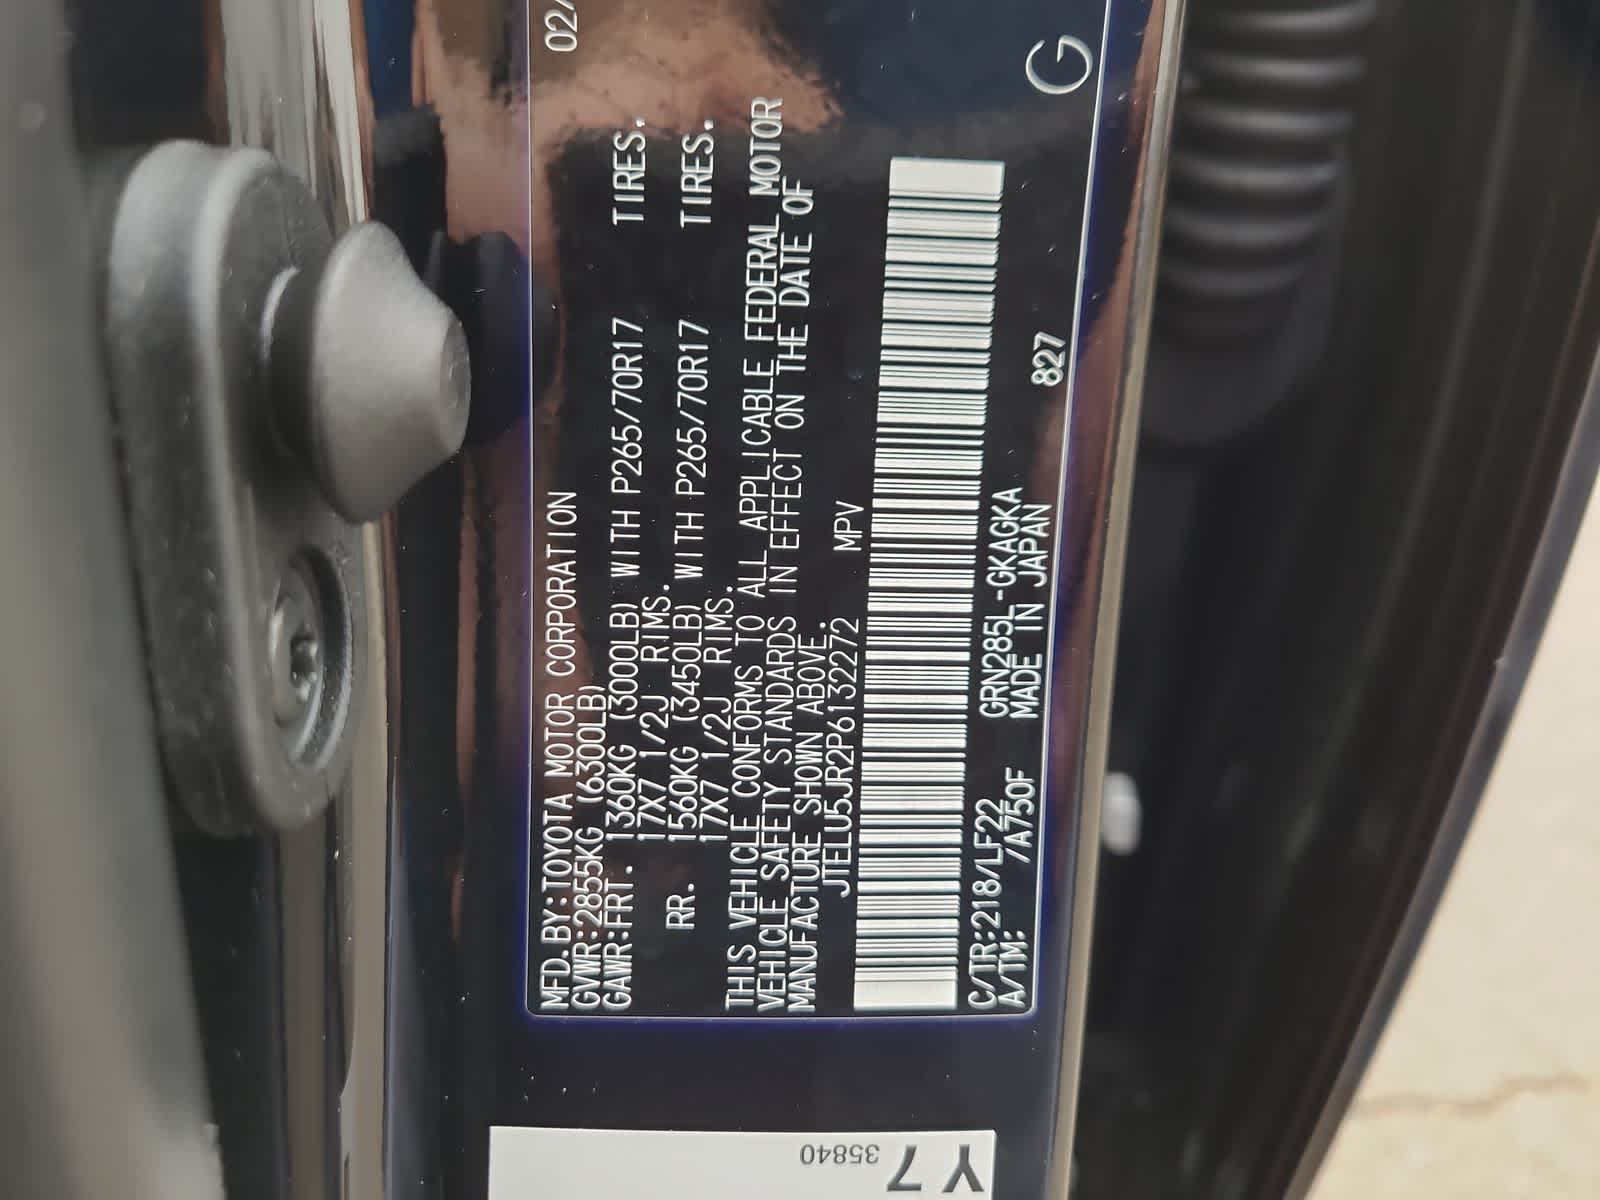 MFD.BY:TOYOTA MOTOR CORPORATION 02/
GVWR:2855KG (6300LB)
GAWR:FRT. 1360KG (3000LB) WITH P265/70R17 TIRES.
17X7 1/2J RIMS.
RR. 1560KG (3450LB) WITH P265/70R17 TIRES.
17X7 1/2J RIMS.
THIS VEHICLE CONFORMS TO ALL APPLICABLE FEDERAL MOTOR
VEHICLE SAFETY STANDARDS IN EFFECT ON THE DATE OF
MANUFACTURE SHOWN ABOVE.
JTELU5JR2P6132272 MPV
C/TR:218/LF22 GRN285L-GKAGKA
A/TM: /A750F MADE IN JAPAN 827
G
35840
Y7